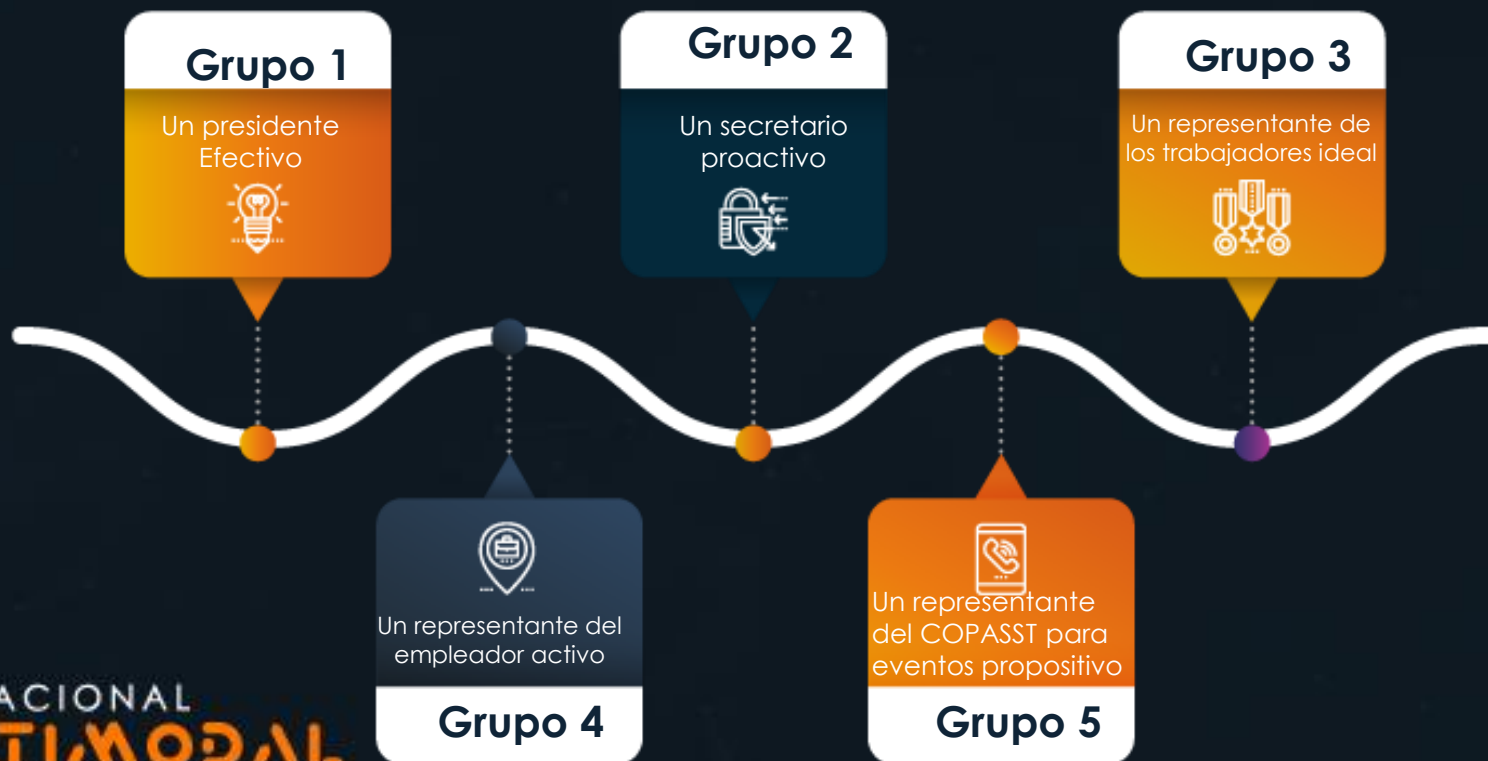 Grupo 1
Un presidente
Efectivo
Grupo 2
Un secretario
proactivo
Grupo 3
Un representante de
los trabajadores ideal
Un representante del
empleador activo
Grupo 4
Un representante
del COPASST para
eventos propositivo
Grupo 5
ACIONAL
TIMODAL